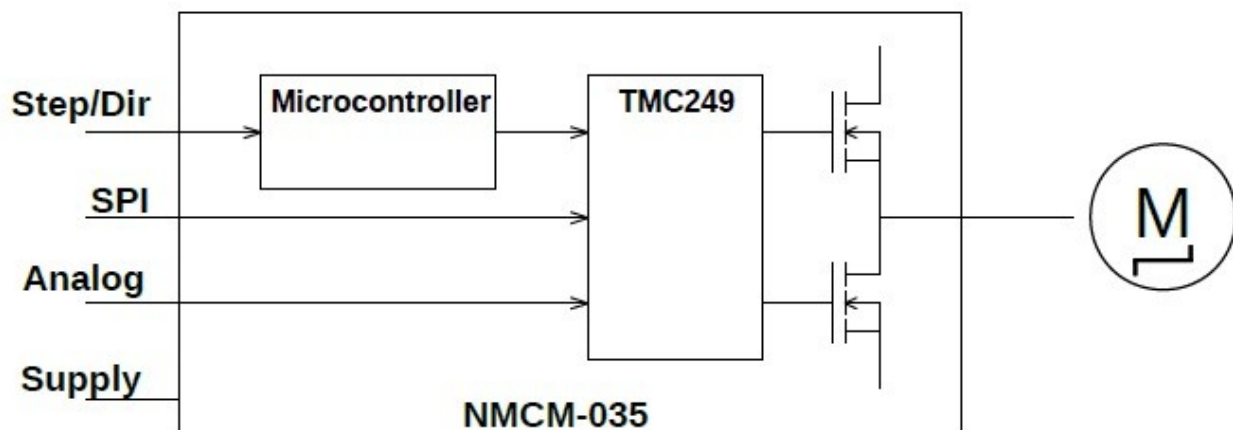 Step/Dir
Microcontroller
TMC249
SPI
Analog
Supply
NMCM-035
M